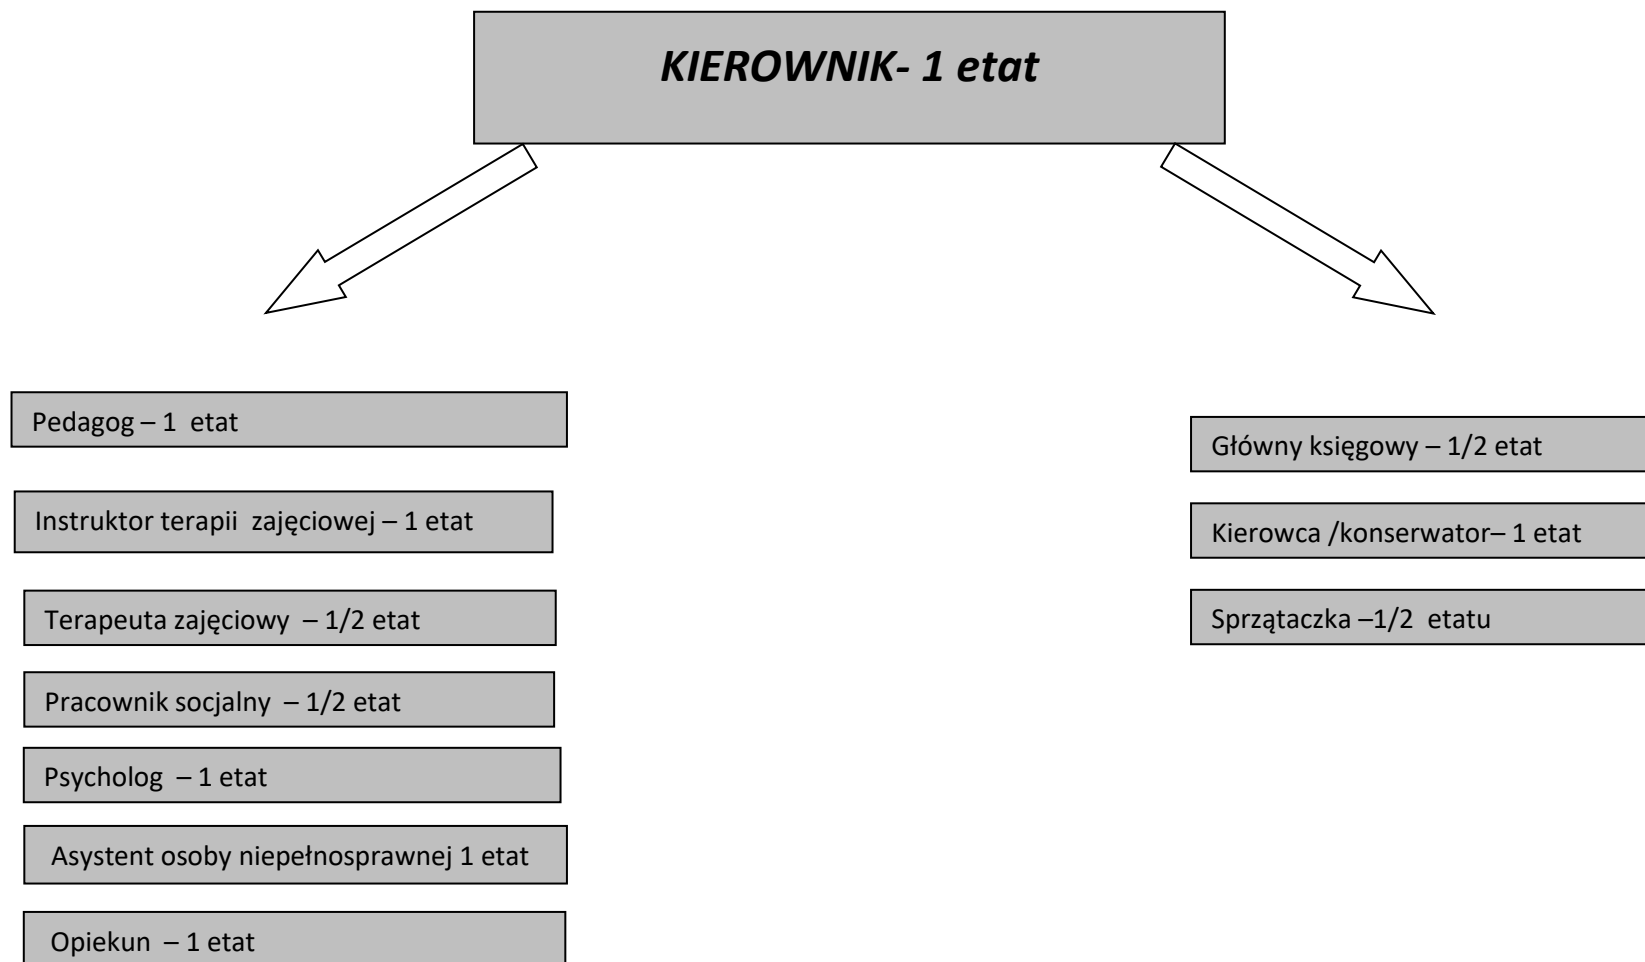 KIEROWNIK- 1 etat
Pedagog – 1 etat
Instruktor terapii zajęciowej – 1 etat
Terapeuta zajęciowy – 1/2 etat
Pracownik socjalny – 1/2 etat
Psycholog – 1 etat
Asystent osoby niepełnosprawnej 1 etat
Opiekun – 1 etat
Główny księgowy – 1/2 etat
Kierowca /konserwator– 1 etat
Sprzątaczka –1/2 etatu